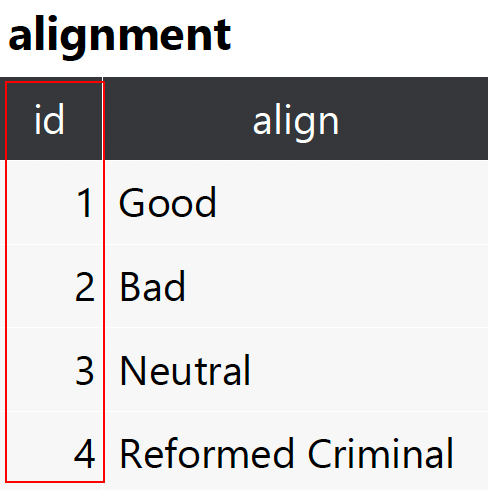 alignment
id align
1 Good
2 Bad
3 Neutral
4 Reformed Criminal